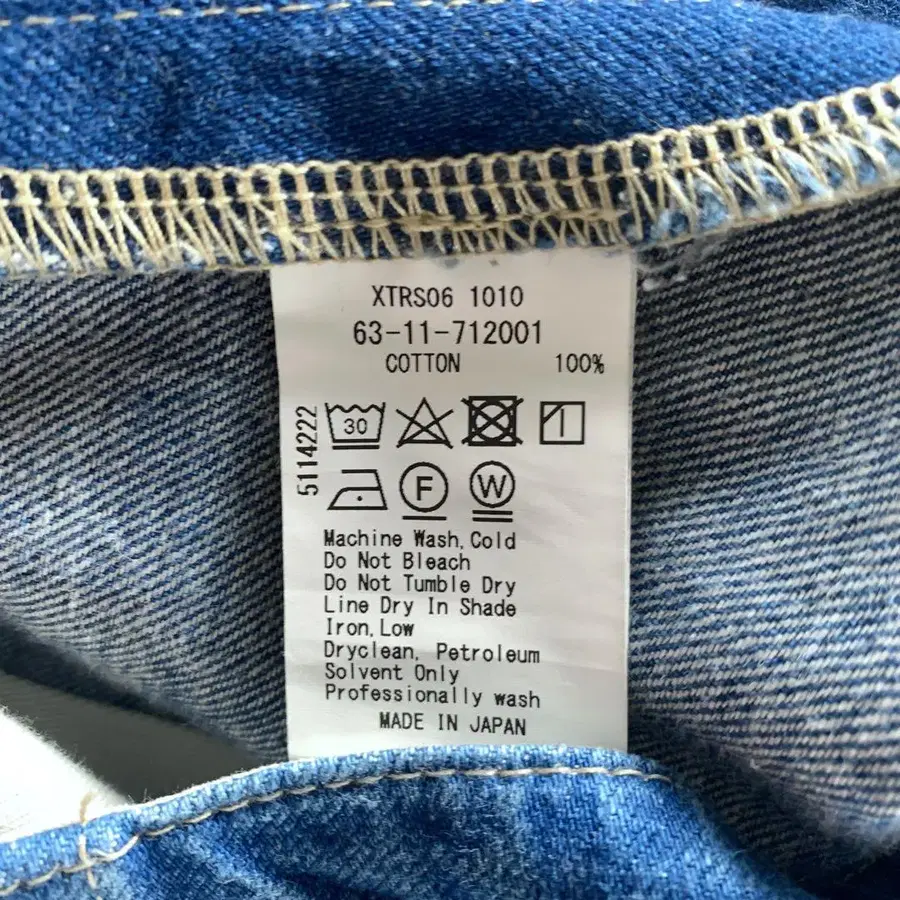 XTRS06 1010
63-11-712001
COTTON 100%
5114222
30
F W
Machine Wash, Cold
Do Not Bleach
Do Not Tumble Dry
Line Dry In Shade
Iron, Low
Dryclean, Petroleum
Solvent Only
Professionally wash
MADE IN JAPAN